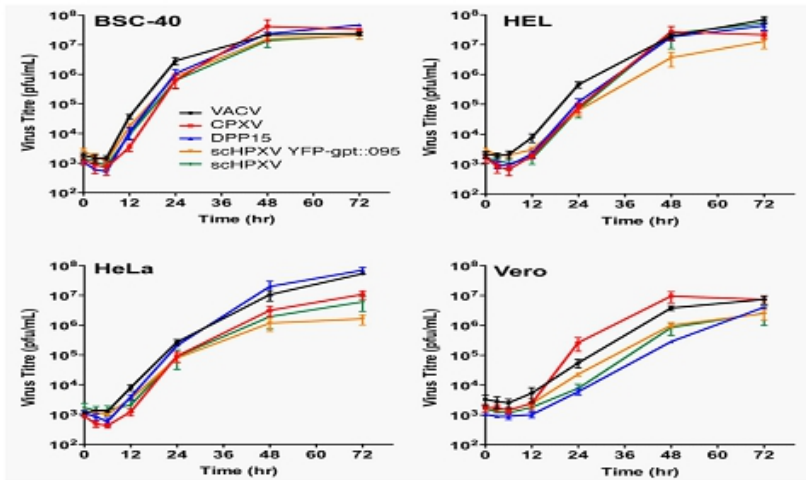 BSC-40
Virus Titre (pfu/mL)
10⁸
10⁷
10⁶
10⁵
10⁴
10³
10²
VACV
CPXV
DPP15
scHPXV YFP-gpt::095
scHPXV
0 12 24 36 48 60 72
Time (hr)
HEL
Virus Titre (pfu/mL)
10⁸
10⁷
10⁶
10⁵
10⁴
10³
10²
0 12 24 36 48 60 72
Time (hr)
HeLa
Virus Titre (pfu/mL)
10⁸
10⁷
10⁶
10⁵
10⁴
10³
10²
0 12 24 36 48 60 72
Time (hr)
Vero
Virus Titre (pfu/mL)
10⁸
10⁷
10⁶
10⁵
10⁴
10³
10²
0 12 24 36 48 60 72
Time (hr)